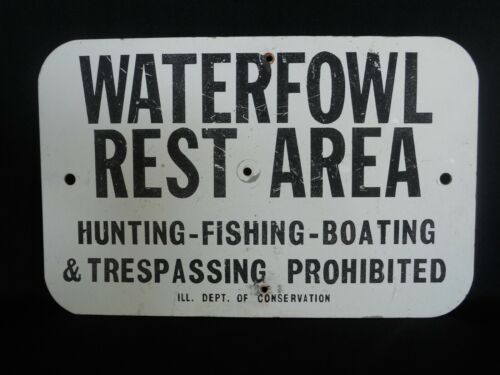 WATERFOWL
REST AREA
HUNTING-FISHING-BOATING
& TRESPASSING PROHIBITED
ILL. DEPT. OF CONSERVATION